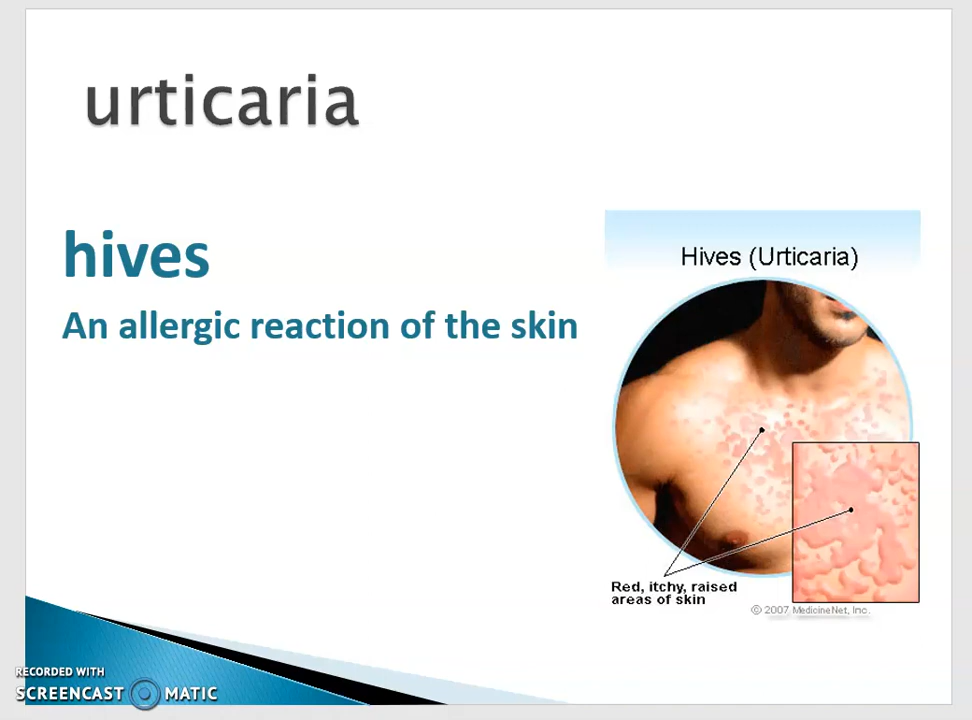 urticaria
hives
An allergic reaction of the skin
Hives (Urticaria)
Red, itchy, raised
areas of skin
© 2007 MedicineNet, Inc.
RECORDED WITH
SCREENCAST MATIC